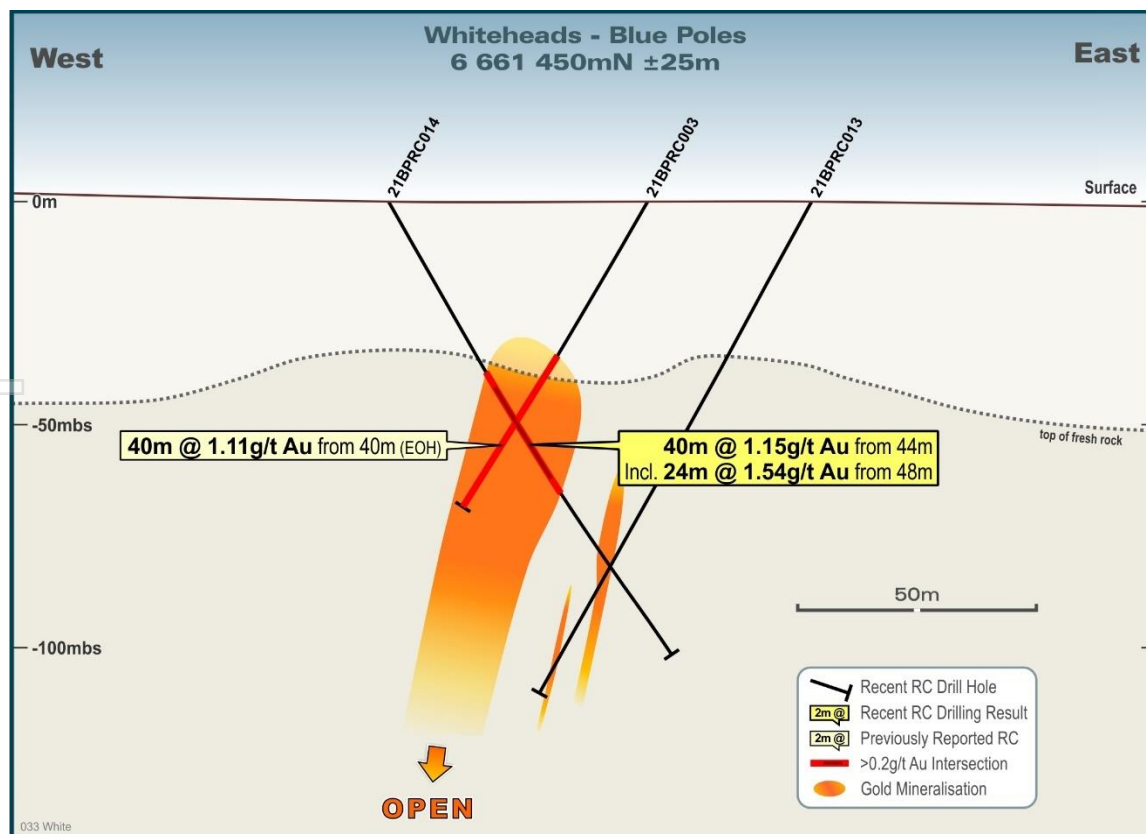 Whiteheads - Blue Poles
6 661 450mN ±25m
West
East
21BPRC014
21BPRC003
21BPRC013
Surface
0m
-50mbs
top of fresh rock
40m @ 1.11g/t Au from 40m (EOH)
40m @ 1.15g/t Au from 44m
Incl. 24m @ 1.54g/t Au from 48m
50m
-100mbs
Recent RC Drill Hole
2m @ Recent RC Drilling Result
2m @ Previously Reported RC
>0.2g/t Au Intersection
Gold Mineralisation
OPEN
033 White